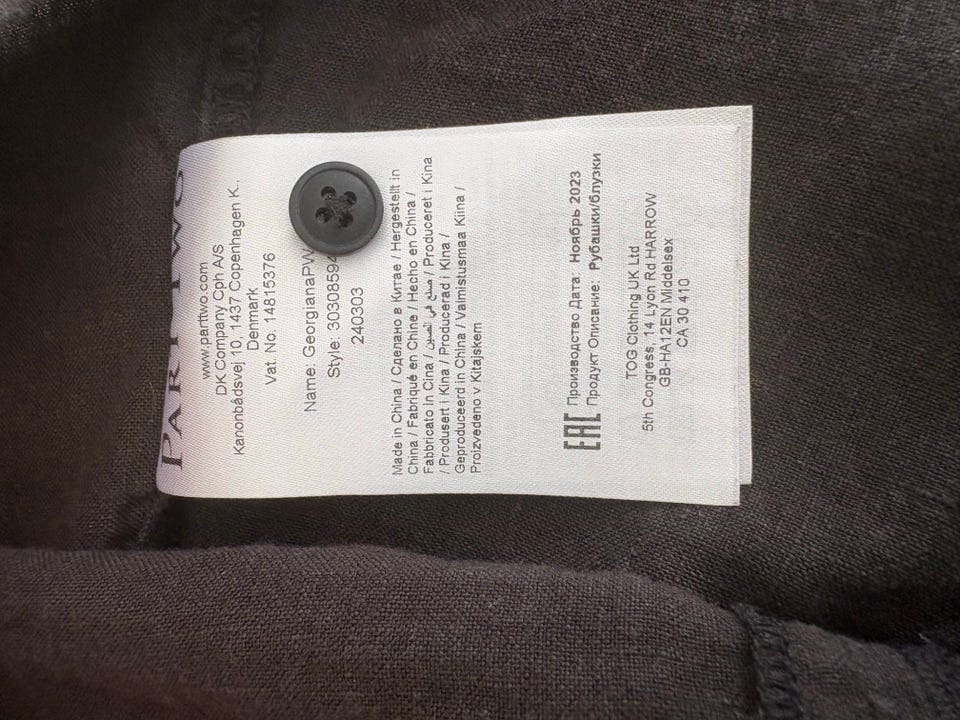 PART TWO
www.parttwo.com
DK Company Cph A/S
Kanonbådsvej 10, 1437 Copenhagen K.,
Denmark
Vat. No. 14815376
Name: GeorgianaPW
Style: 3030859
240303
Made in China / Сделано в Китае / Hergestellt in
China / Fabriqué en Chine / Hecho en China /
Fabbricato in Cina / صنع في الصين / Produceret i Kina
/ Produsert i Kina / Producerad i Kina /
Geproduceerd in China / Valmistusmaa Kiina /
Proizvedeno v Kitajskem
EAC
Производство Дата: Ноябрь 2023
Продукт Описание: Рубашки/блузки
TOG Clothing UK Ltd
5th Congress, 14 Lyon Rd HARROW
GB-HA12EN Middelsex
CA 30 410